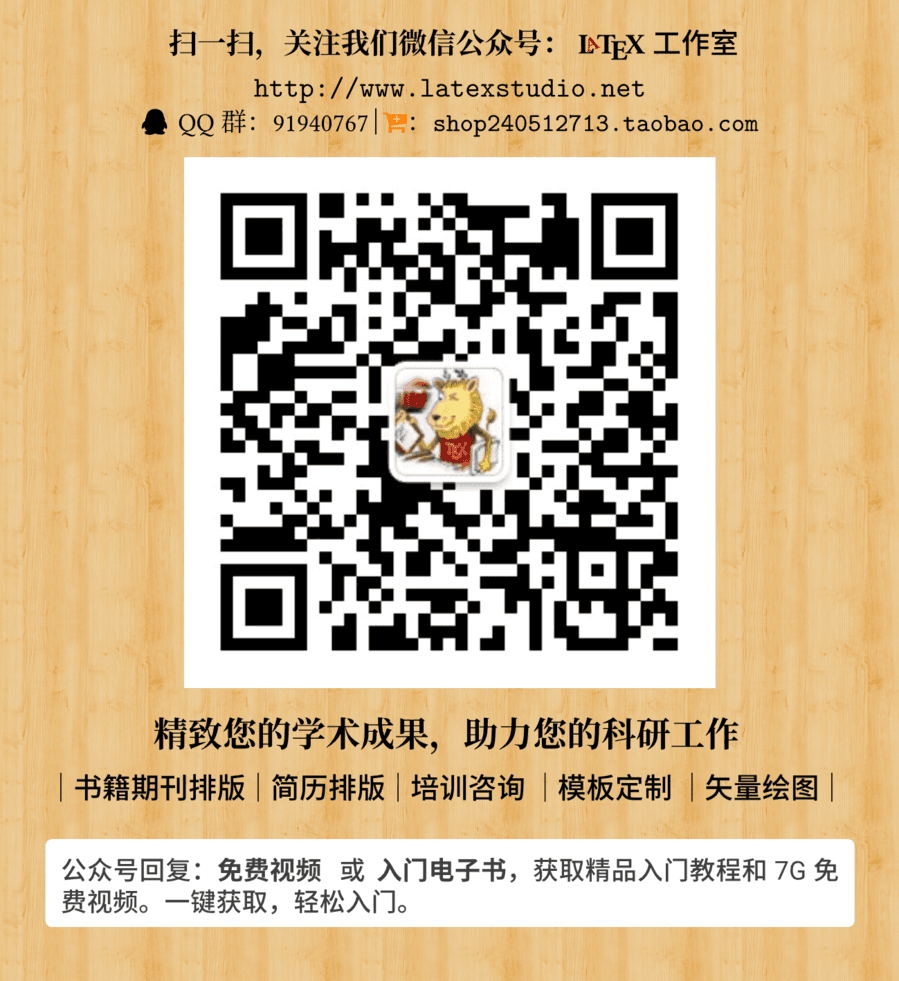 扫一扫，关注我们微信公众号：LATEX 工作室
http://www.latexstudio.net
QQ 群：91940767|：shop240512713.taobao.com
TEX
精致您的学术成果，助力您的科研工作
|书籍期刊排版|简历排版|培训咨询 |模板定制 |矢量绘图|
公众号回复：免费视频 或 入门电子书，获取精品入门教程和 7G 免
费视频。一键获取，轻松入门。